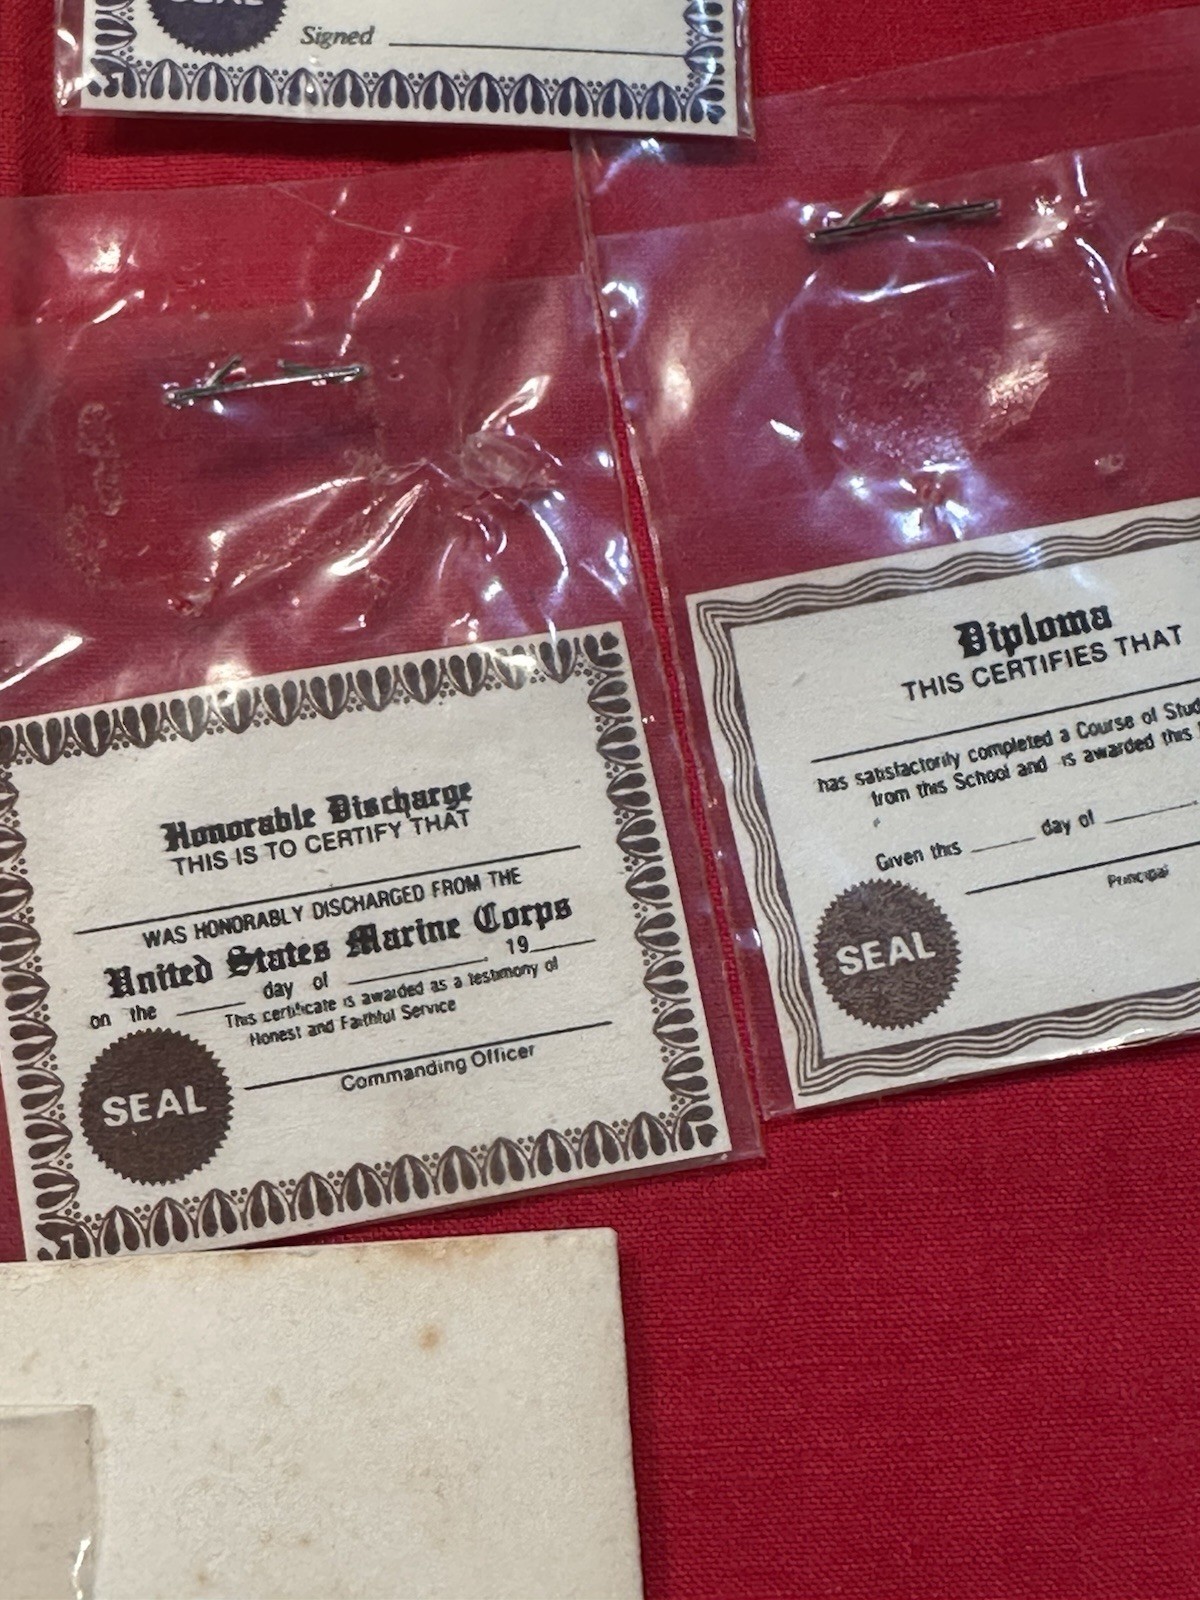 SEAL
Signed
Honorable Discharge
THIS IS TO CERTIFY THAT
WAS HONORABLY DISCHARGED FROM THE
United States Marine Corps
on the day of 19
This certificate is awarded as a testimony of
Honest and Faithful Service
Commanding Officer
SEAL
Diploma
THIS CERTIFIES THAT
has satisfactorily completed a Course of
from this School and is awarded this
Given this day of
Principal
SEAL